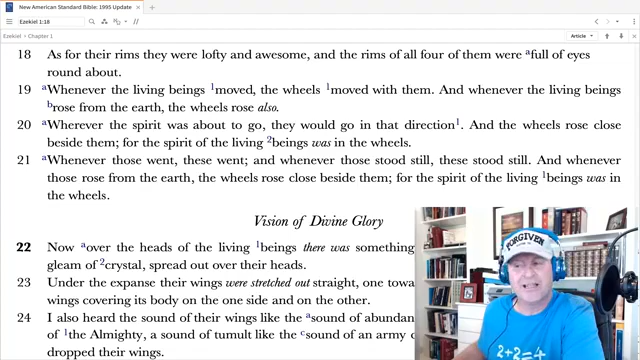 New American Standard Bible: 1995 Update
Ezekiel 1:18
Ezekiel › Chapter 1
Article
18 As for their rims they were lofty and awesome, and the rims of all four of them were ᵃfull of eyes
round about.
19 ᵃWhenever the living beings ¹moved, the wheels ¹moved with them. And whenever the living beings
ᵇrose from the earth, the wheels rose also.
20 ᵃWherever the spirit was about to go, they would go in that direction¹. And the wheels rose close
beside them; for the spirit of the living ²beings was in the wheels.
21 ᵃWhenever those went, these went; and whenever those stood still, these stood still. And whenever
those rose from the earth, the wheels rose close beside them; for the spirit of the living ¹beings was in
the wheels.
Vision of Divine Glory
22 Now ᵃover the heads of the living ¹beings there was something
gleam of ²crystal, spread out over their heads.
23 Under the expanse their wings were stretched out straight, one towa
wings covering its body on the one side and on the other.
24 I also heard the sound of their wings like the ᵃsound of abundan
of ¹the Almighty, a sound of tumult like the ᶜsound of an army c
dropped their wings.
FORGIVEN
2+2=4